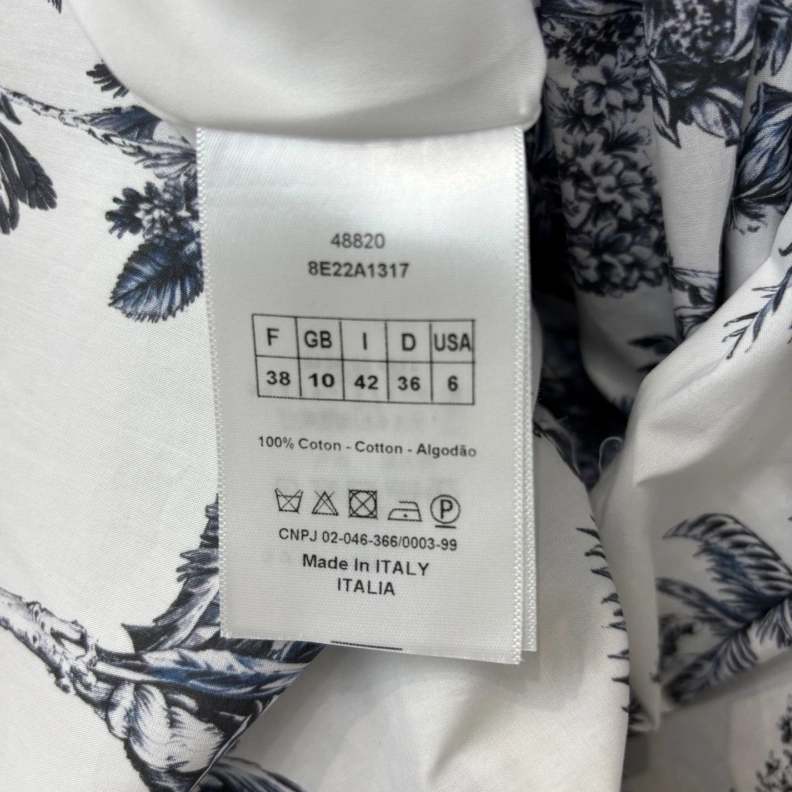 48820
8E22A1317
F GB I D USA
38 10 42 36 6
100% Coton - Cotton - Algodão
P
CNPJ 02-046-366/0003-99
Made in ITALY
ITALIA